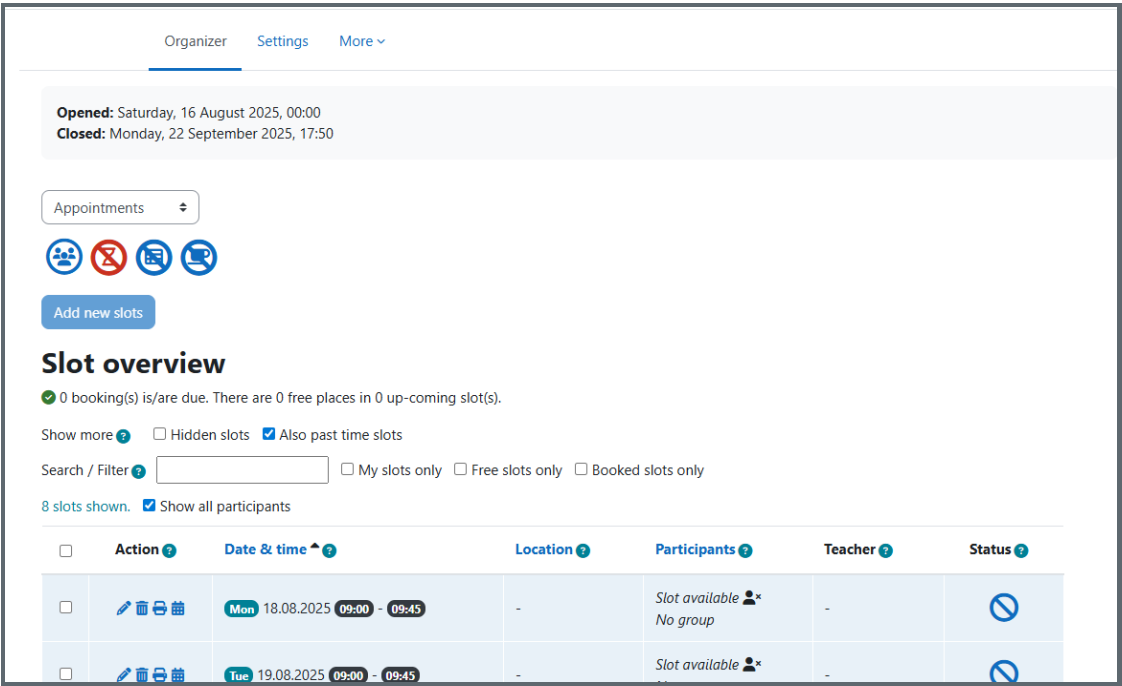 Organizer Settings More
Opened: Saturday, 16 August 2025, 00:00
Closed: Monday, 22 September 2025, 17:50
Appointments
Add new slots
Slot overview
0 booking(s) is/are due. There are 0 free places in 0 up-coming slot(s).
Show more ? Hidden slots Also past time slots
Search / Filter ? My slots only Free slots only Booked slots only
8 slots shown. Show all participants
Action ? Date & time ? Location ? Participants ? Teacher ? Status ?
Mon 18.08.2025 09:00 - 09:45 - Slot available -
No group
Tue 19.08.2025 09:00 - 09:45 - Slot available -